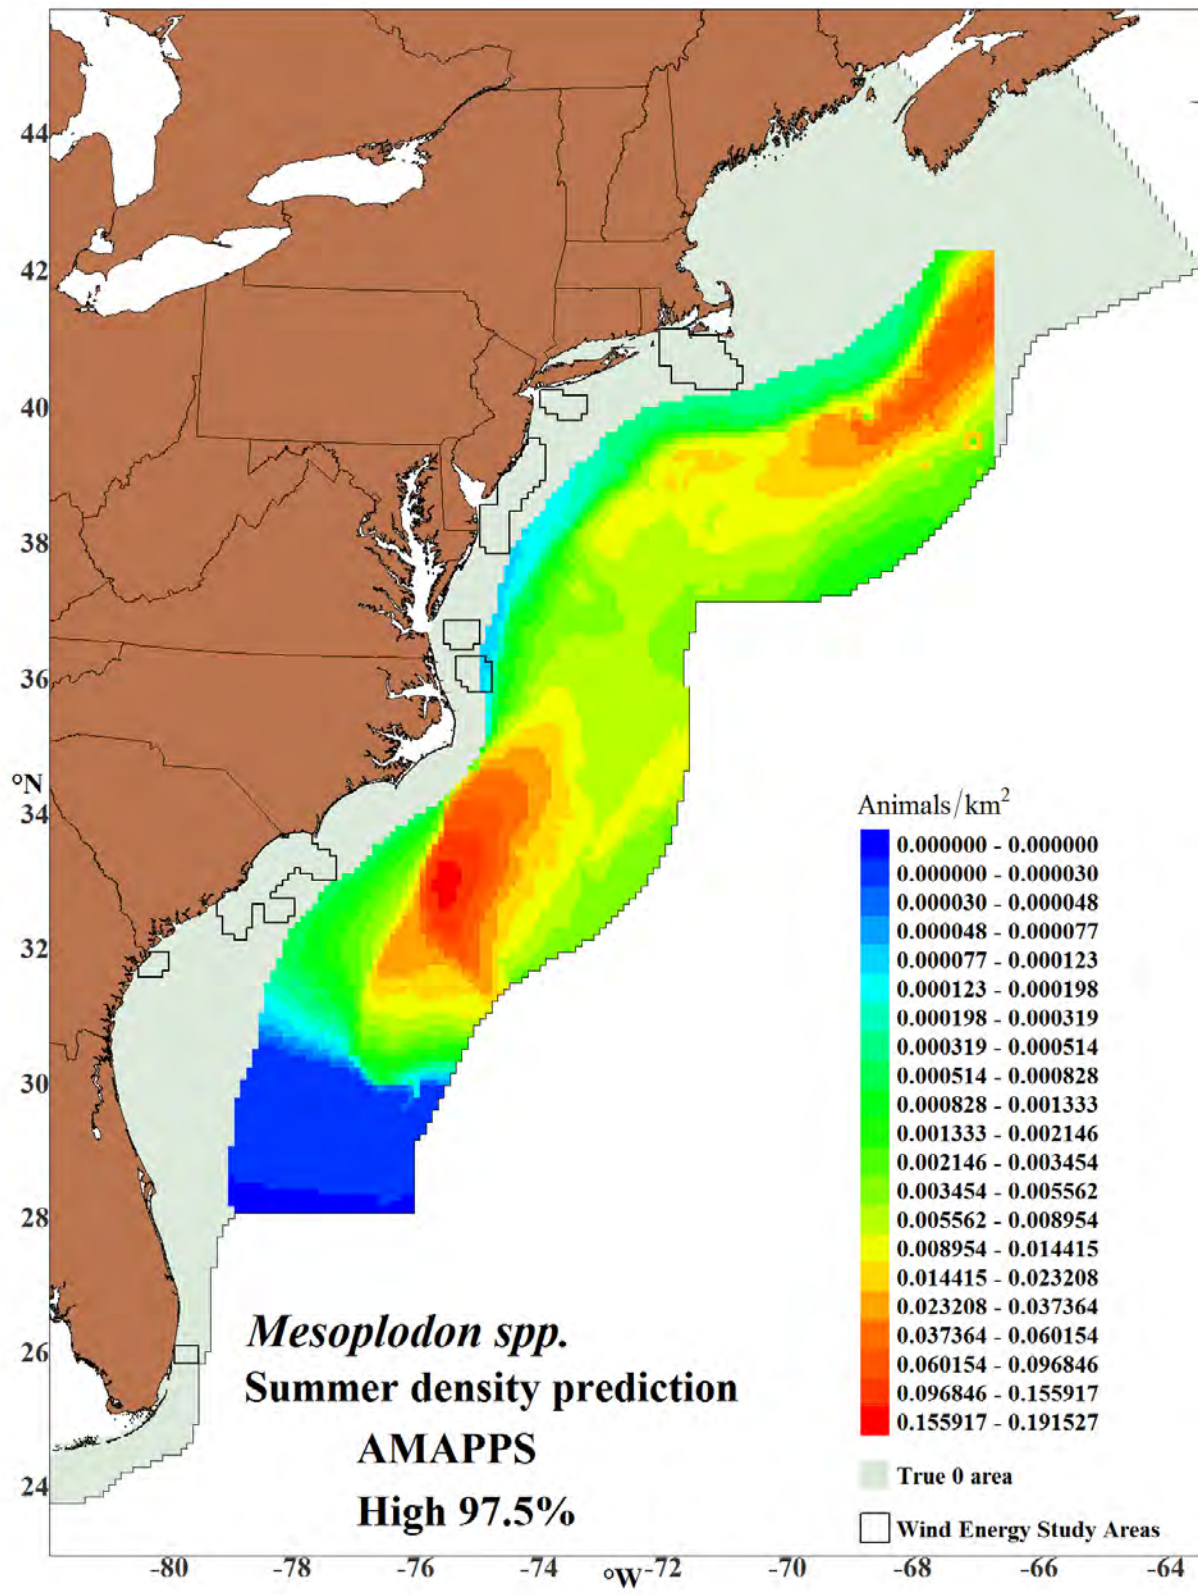 44
42
40
38
36
°N
34
32
30
28
26
24
Animals/km²
0.000000 - 0.000000
0.000000 - 0.000030
0.000030 - 0.000048
0.000048 - 0.000077
0.000077 - 0.000123
0.000123 - 0.000198
0.000198 - 0.000319
0.000319 - 0.000514
0.000514 - 0.000828
0.000828 - 0.001333
0.001333 - 0.002146
0.002146 - 0.003454
0.003454 - 0.005562
0.005562 - 0.008954
0.008954 - 0.014415
0.014415 - 0.023208
0.023208 - 0.037364
0.037364 - 0.060154
0.060154 - 0.096846
0.096846 - 0.155917
0.155917 - 0.191527
True 0 area
Wind Energy Study Areas
Mesoplodon spp.
Summer density prediction
AMAPPS
High 97.5%
-80 -78 -76 -74 -72 -70 -68 -66 -64
°W